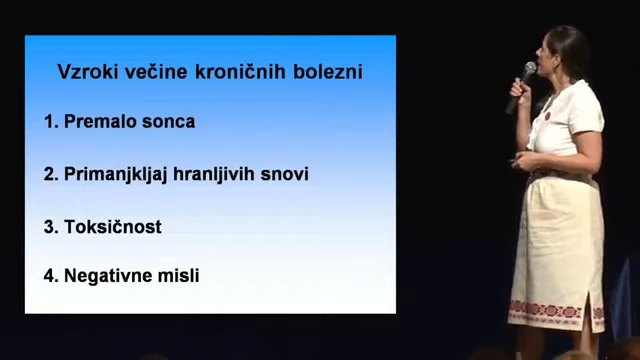 Vzroki večine kroničnih bolezni
1. Premalo sonca
2. Primanjkljaj hranljivih snovi
3. Toksičnost
4. Negativne misli